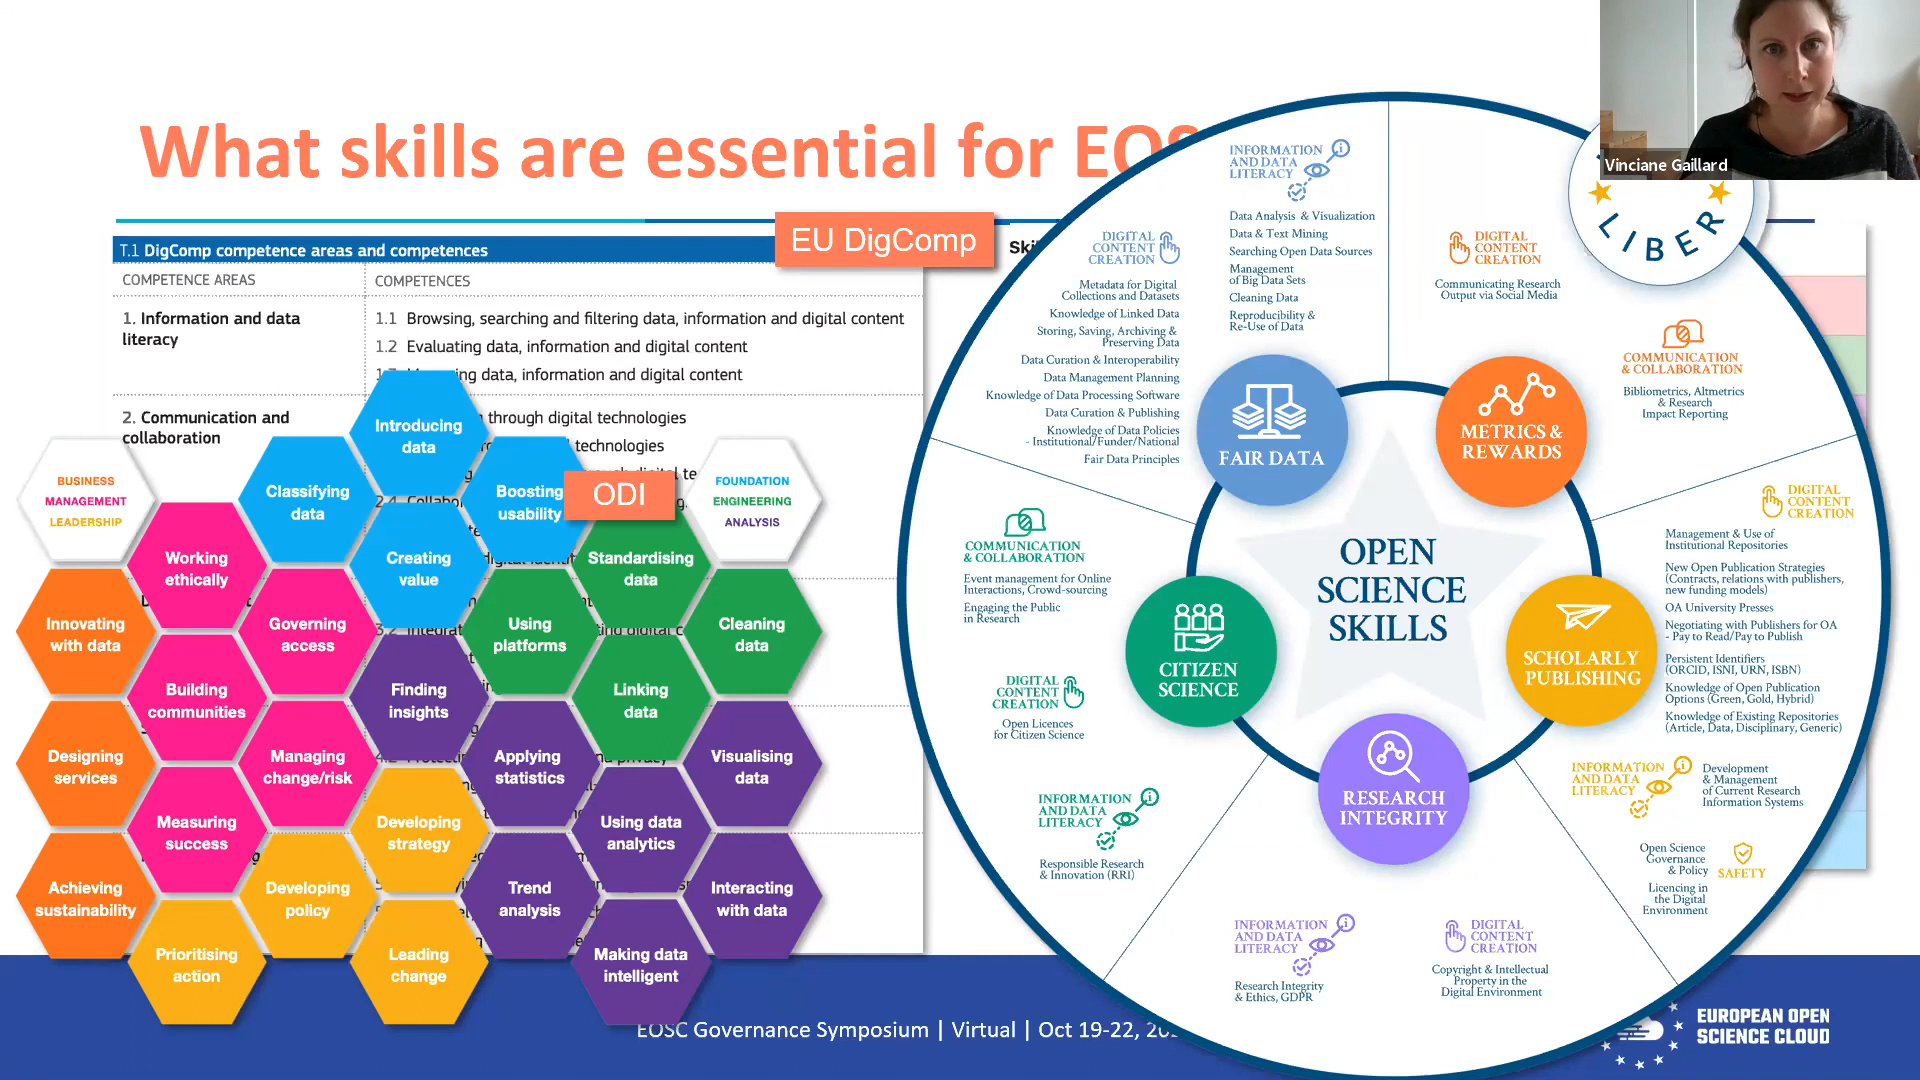 What skills are essential for EOS
Vinciane Gaillard
LIBER
EU DigComp
T.1 DigComp competence areas and competences
COMPETENCE AREAS
COMPETENCES
1. Information and data
literacy
1.1 Browsing, searching and filtering data, information and digital content
1.2 Evaluating data, information and digital content
ing data, information and digital content
2. Communication and
collaboration
through digital technologies
technologies
ODI
BUSINESS
MANAGEMENT
LEADERSHIP
FOUNDATION
ENGINEERING
ANALYSIS
Introducing
data
Classifying
data
Boosting
usability
Working
ethically
Creating
value
Standardising
data
Innovating
with data
Governing
access
Using
platforms
Cleaning
data
Building
communities
Finding
insights
Linking
data
Designing
services
Managing
change/risk
Applying
statistics
Visualising
data
Measuring
success
Developing
strategy
Using data
analytics
Achieving
sustainability
Developing
policy
Trend
analysis
Interacting
with data
Prioritising
action
Leading
change
Making data
intelligent
OPEN
SCIENCE
SKILLS
FAIR DATA
INFORMATION
AND DATA
LITERACY
Data Analysis & Visualization
Data & Text Mining
Searching Open Data Sources
Management
of Big Data Sets
Cleaning Data
Reproducibility &
Re-Use of Data
DIGITAL
CONTENT
CREATION
Metadata for Digital
Collections and Datasets
Knowledge of Linked Data
Storing, Saving, Archiving &
Preserving Data
Data Curation & Interoperability
Data Management Planning
Knowledge of Data Processing Software
Data Curation & Publishing
Knowledge of Data Policies
- Institutional/Funder/National
Fair Data Principles
METRICS &
REWARDS
DIGITAL
CONTENT
CREATION
Communicating Research
Output via Social Media
COMMUNICATION
& COLLABORATION
Bibliometrics, Altmetrics
& Research
Impact Reporting
SCHOLARLY
PUBLISHING
DIGITAL
CONTENT
CREATION
Management & Use of
Institutional Repositories
New Open Publication Strategies
(Contracts, relations with publishers,
new funding models)
OA University Presses
Negotiating with Publishers for OA
- Pay to Read/Pay to Publish
Persistent Identifiers
(ORCID, ISNI, URN, ISBN)
Knowledge of Open Publication
Options (Green, Gold, Hybrid)
Knowledge of Existing Repositories
(Article, Data, Disciplinary, Generic)
INFORMATION
AND DATA
LITERACY
Development
& Management
of Current Research
Information Systems
Open Science
Governance
& Policy
SAFETY
Licencing in
the Digital
Environment
RESEARCH
INTEGRITY
INFORMATION
AND DATA
LITERACY
Research Integrity
& Ethics, GDPR
DIGITAL
CONTENT
CREATION
Copyright & Intellectual
Property in the
Digital Environment
CITIZEN
SCIENCE
COMMUNICATION
& COLLABORATION
Event management for Online
Interactions, Crowd-sourcing
Engaging the Public
in Research
DIGITAL
CONTENT
CREATION
Open Licences
for Citizen Science
INFORMATION
AND DATA
LITERACY
Responsible Research
& Innovation (RRI)
EOSC Governance Symposium | Virtual | Oct 19-22, 20
EUROPEAN OPEN
SCIENCE CLOUD